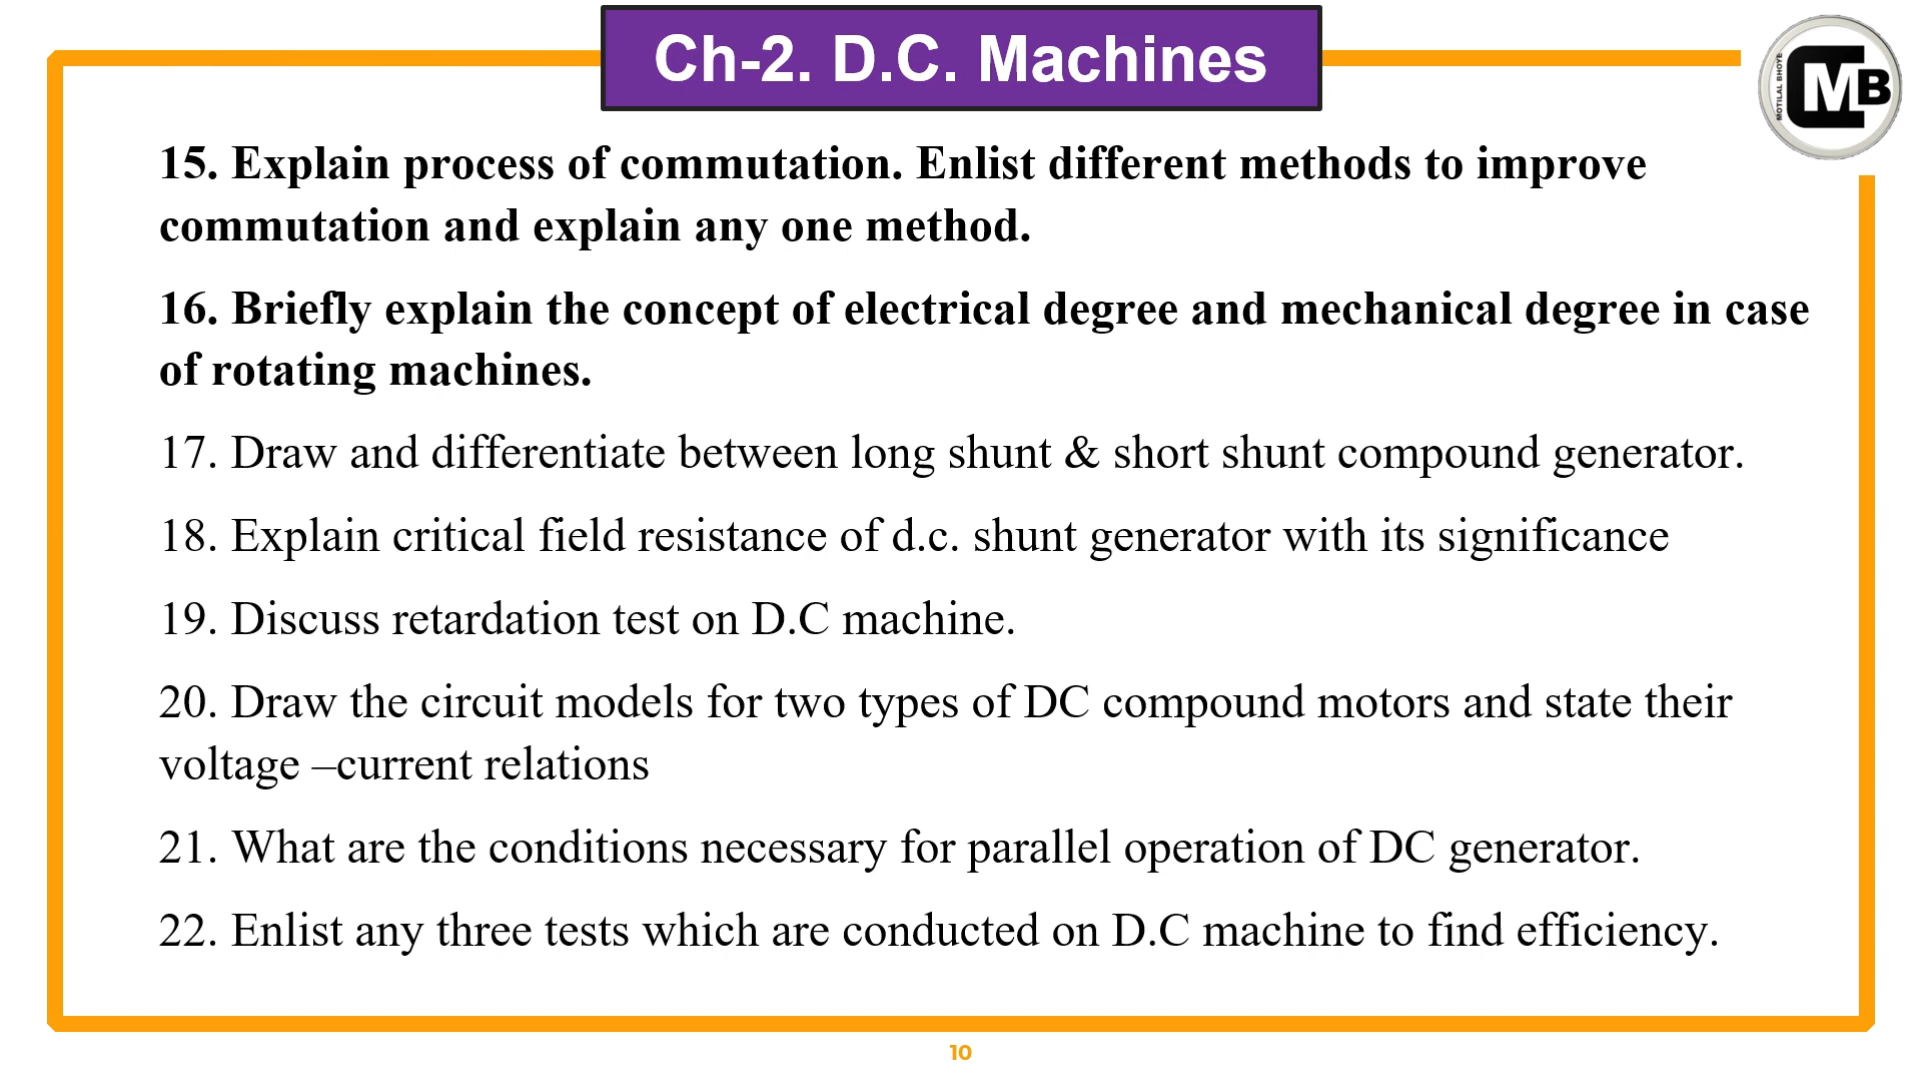 Ch-2. D.C. Machines
MOTILAL BHOYE
CMB
15. Explain process of commutation. Enlist different methods to improve
commutation and explain any one method.
16. Briefly explain the concept of electrical degree and mechanical degree in case
of rotating machines.
17. Draw and differentiate between long shunt & short shunt compound generator.
18. Explain critical field resistance of d.c. shunt generator with its significance
19. Discuss retardation test on D.C machine.
20. Draw the circuit models for two types of DC compound motors and state their
voltage –current relations
21. What are the conditions necessary for parallel operation of DC generator.
22. Enlist any three tests which are conducted on D.C machine to find efficiency.
10